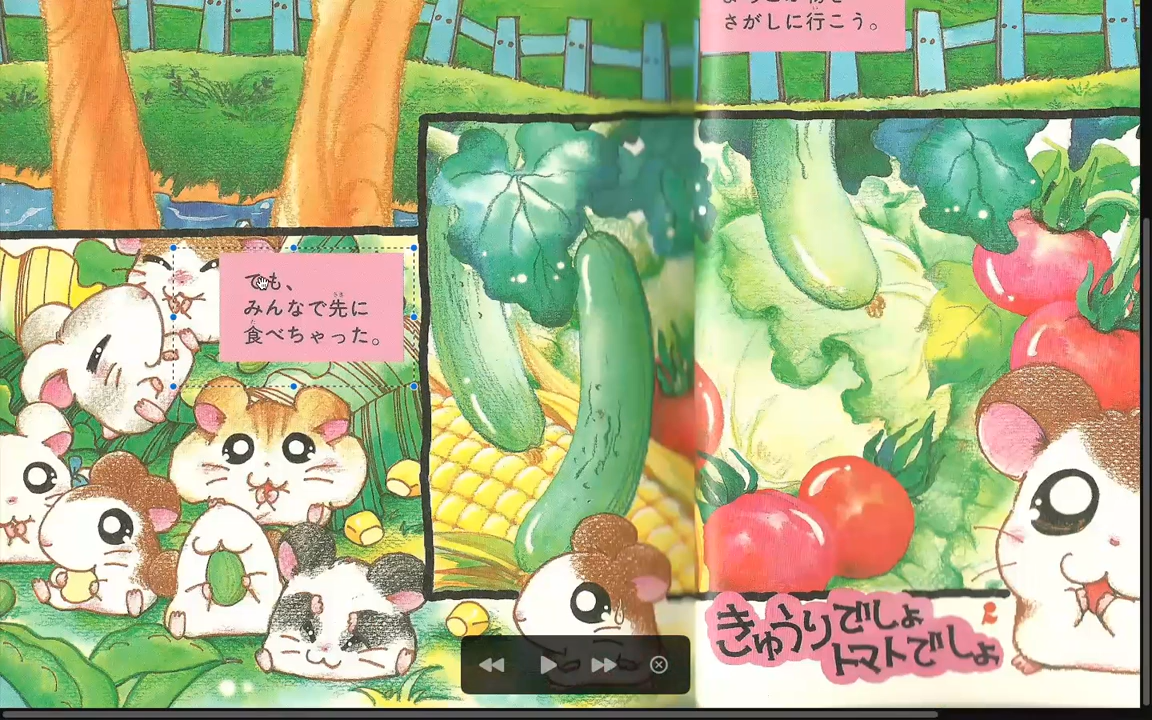 さがしに行こう。
でも、
みんなで先に
食べちゃった。
きゅうりでしょ
トマトでしょ